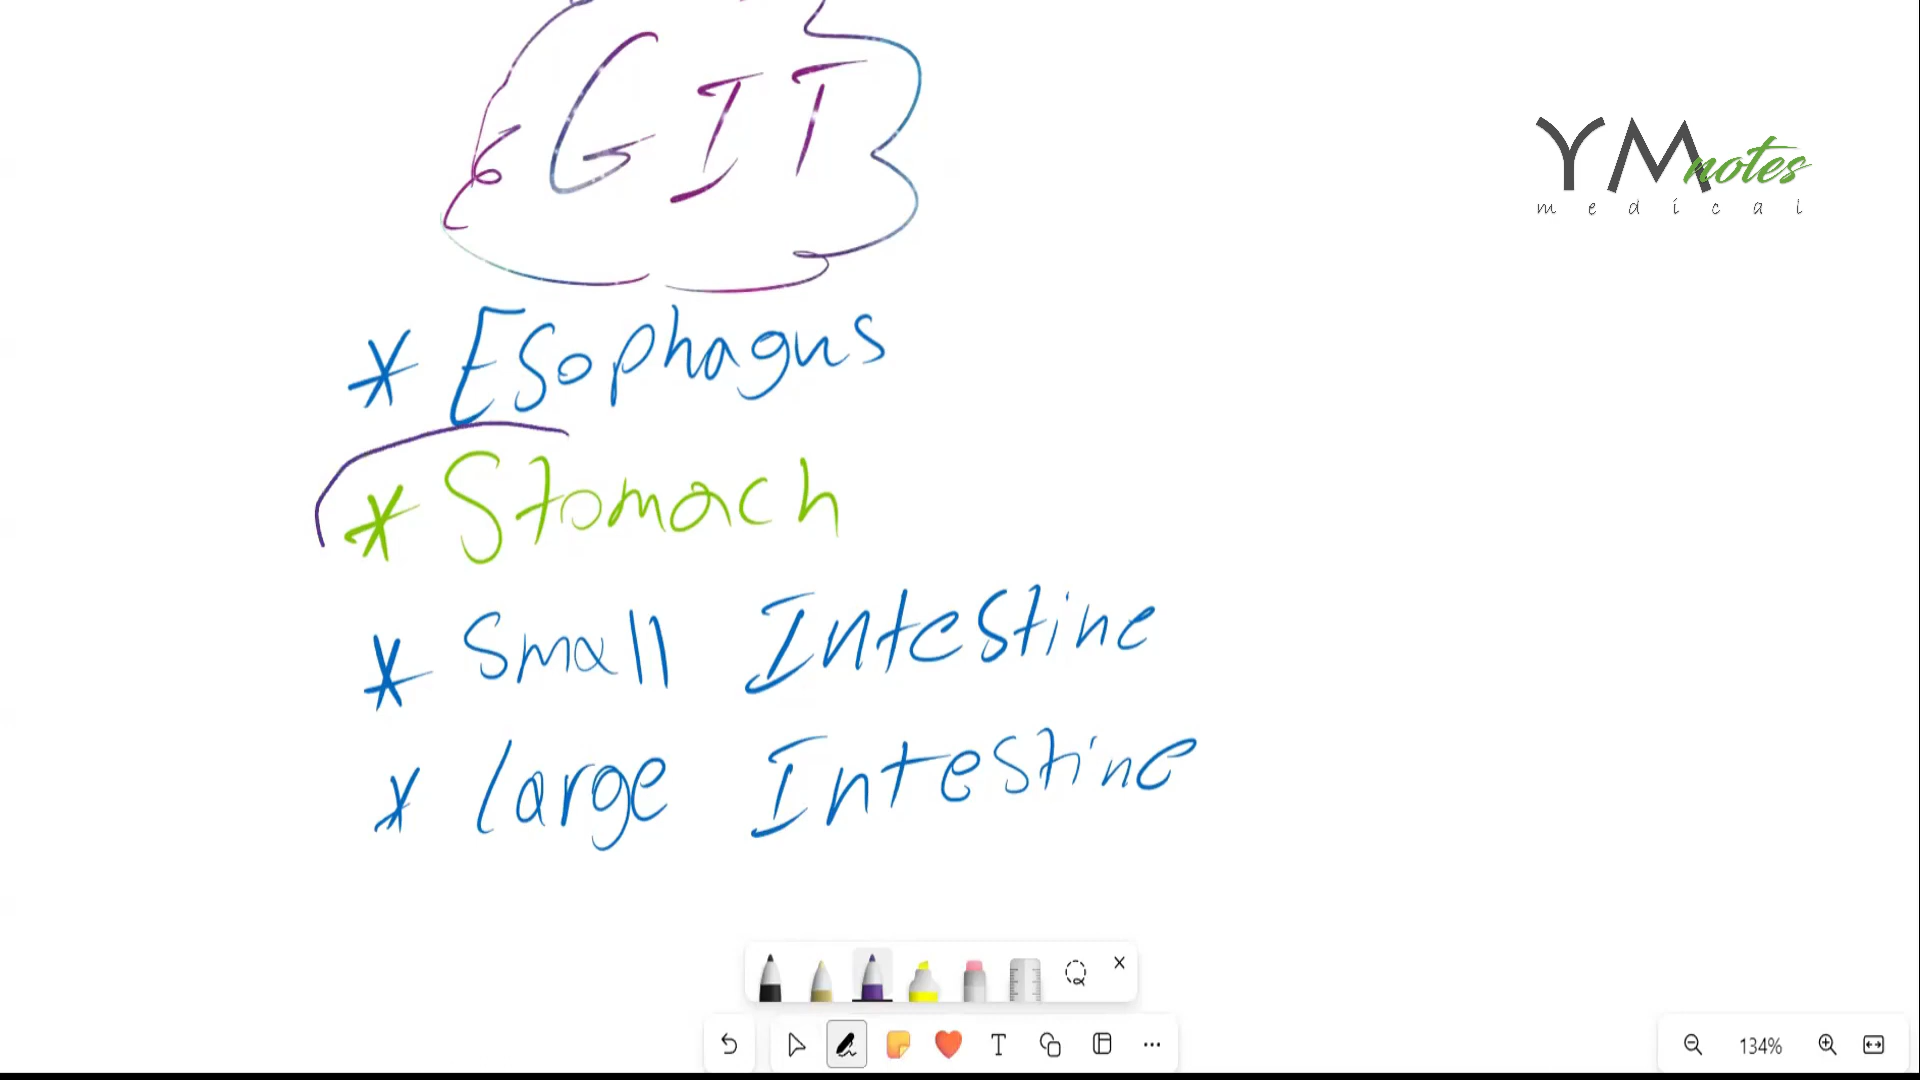 GIT
YM notes
medical
* Esophagus
* Stomach
* Small Intestine
* large Intestine
134%